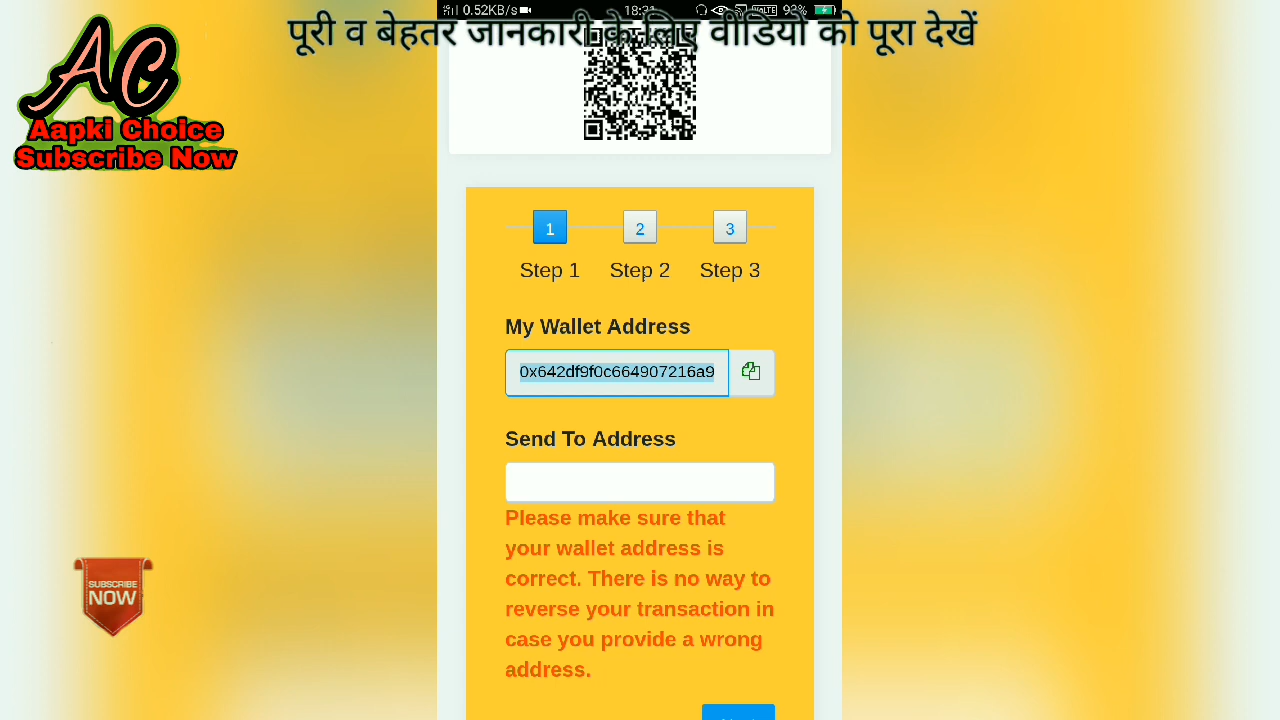 0.52KB/s 18:31 VoLTE 93%
पूरी व बेहतर जानकारी के लिए वीडियो को पूरा देखें
AC
Aapki Choice
Subscribe Now
1 2 3
Step 1 Step 2 Step 3
My Wallet Address
0x642df9f0c664907216a9
Send To Address
Please make sure that
your wallet address is
correct. There is no way to
reverse your transaction in
case you provide a wrong
address.
SUBSCRIBE
NOW